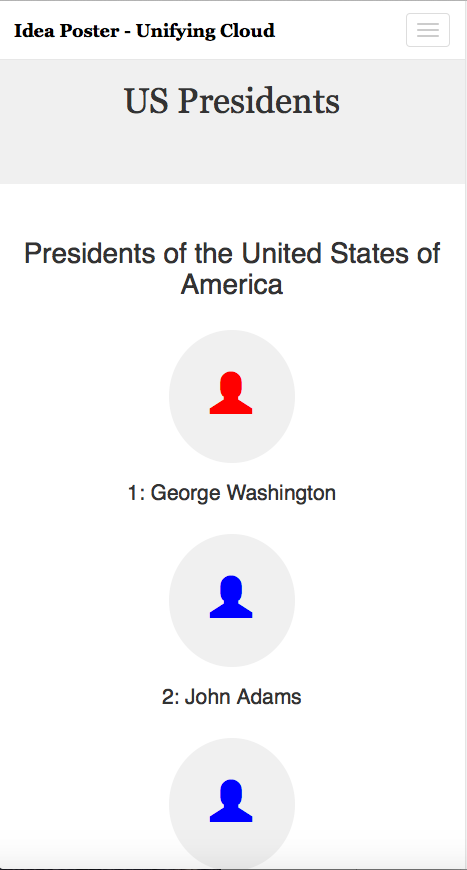 Idea Poster - Unifying Cloud
US Presidents
Presidents of the United States of
America
1: George Washington
2: John Adams